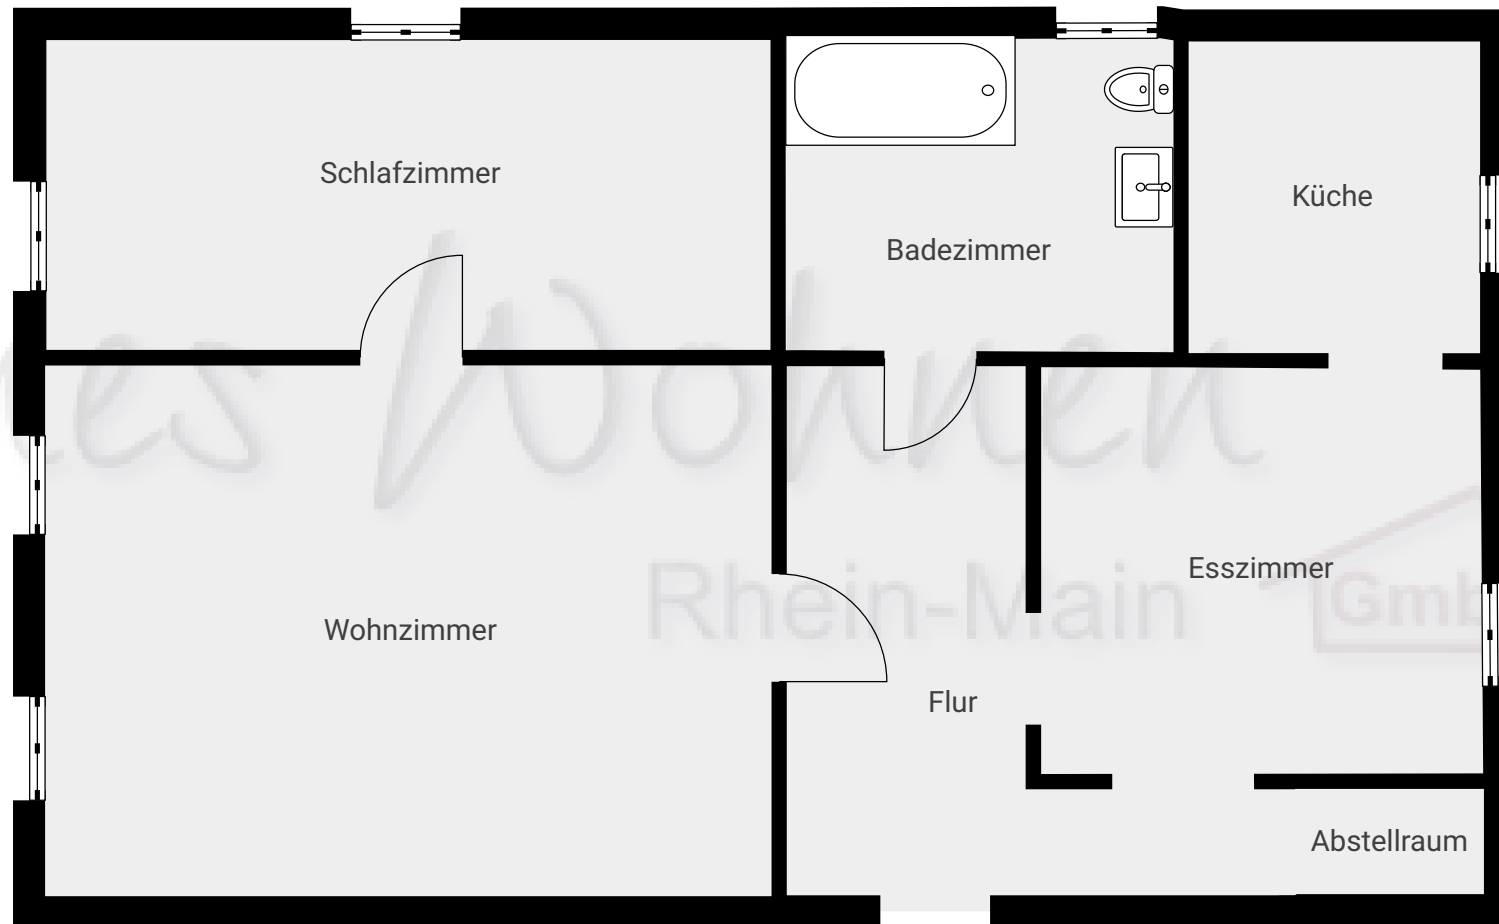 Schlafzimmer
Küche
Badezimmer
Wohnen
Esszimmer
Rhein-Main
Wohnzimmer
Flur
Abstellraum